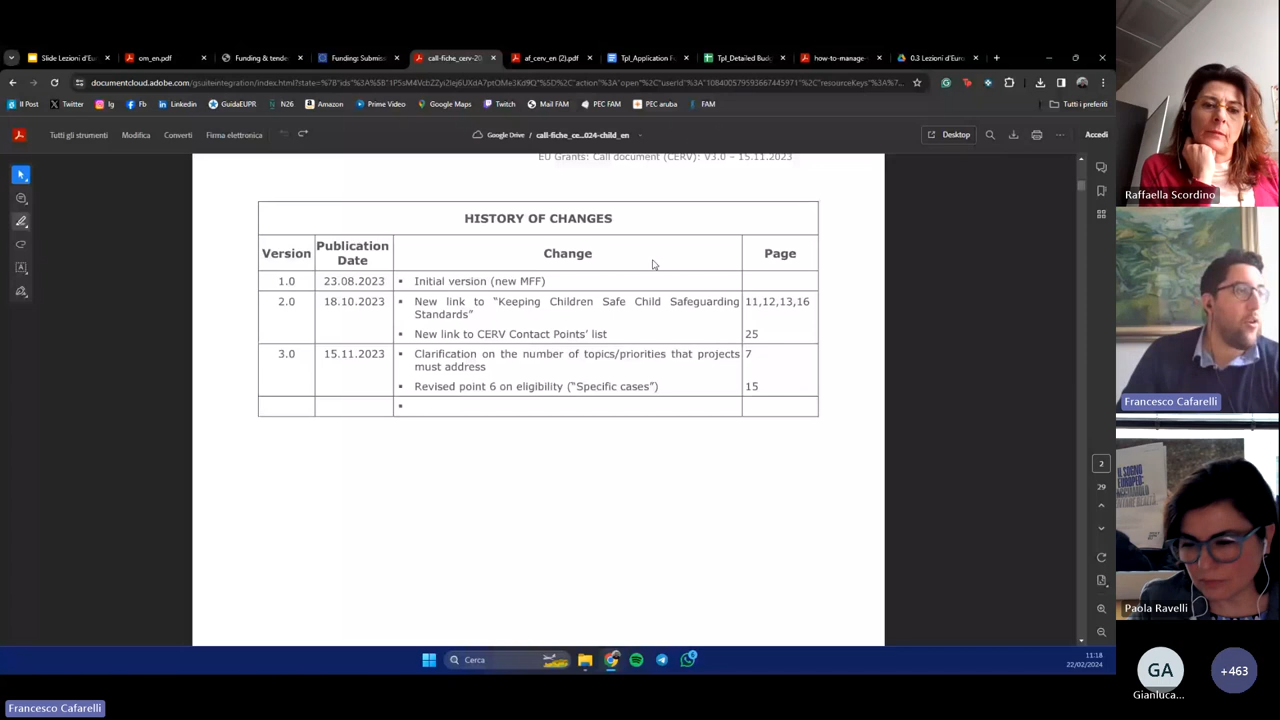 Slide Lezioni d'Eu
om_en.pdf
Funding & tende
Funding: Submiss
call-fiche_cerv-20
af_cerv_en (2).pdf
Tpl_Application Fo
Tpl_Detailed Budg
how-to-manage-
0.3 Lezioni d'Euro
Il Post
Twitter
Ig
Fb
Linkedin
GuidaEUPR
N26
Amazon
Prime Video
Google Maps
Twitch
Mail FAM
PEC FAM
PEC aruba
FAM
Tutti i preferiti
Tutti gli strumenti
Modifica
Converti
Firma elettronica
Google Drive / call-fiche_ce...024-child_en
Desktop
Accedi
EU Grants: Call document (CERV): V3.0 – 15.11.2023
HISTORY OF CHANGES
Version
Publication
Date
Change
Page
1.0
23.08.2023
▪ Initial version (new MFF)
2.0
18.10.2023
▪ New link to "Keeping Children Safe Child Safeguarding
Standards"
11,12,13,16
▪ New link to CERV Contact Points' list
25
3.0
15.11.2023
▪ Clarification on the number of topics/priorities that projects
must address
7
▪ Revised point 6 on eligibility ("Specific cases")
15
▪
2
29
Cerca
11:18
22/02/2024
Raffaella Scordino
Francesco Cafarelli
IL SOGNO
EUROPEO:
Paola Ravelli
GA
Gianluca...
+463
Francesco Cafarelli